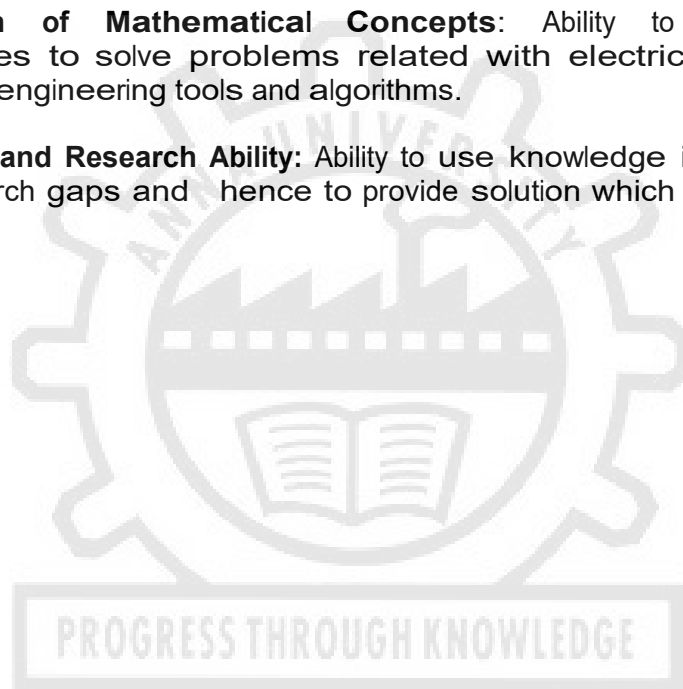 of Mathematical Concepts: Ability to
es to solve problems related with electric
engineering tools and algorithms.
and Research Ability: Ability to use knowledge
rch gaps and hence to provide solution which
ANNA UNIVERSITY
PROGRESS THROUGH KNOWLEDGE